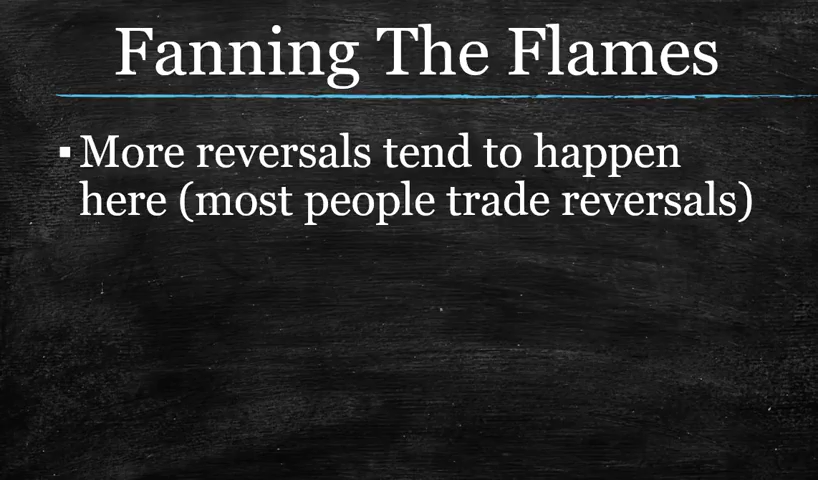 Fanning The Flames
▪ More reversals tend to happen
here (most people trade reversals)